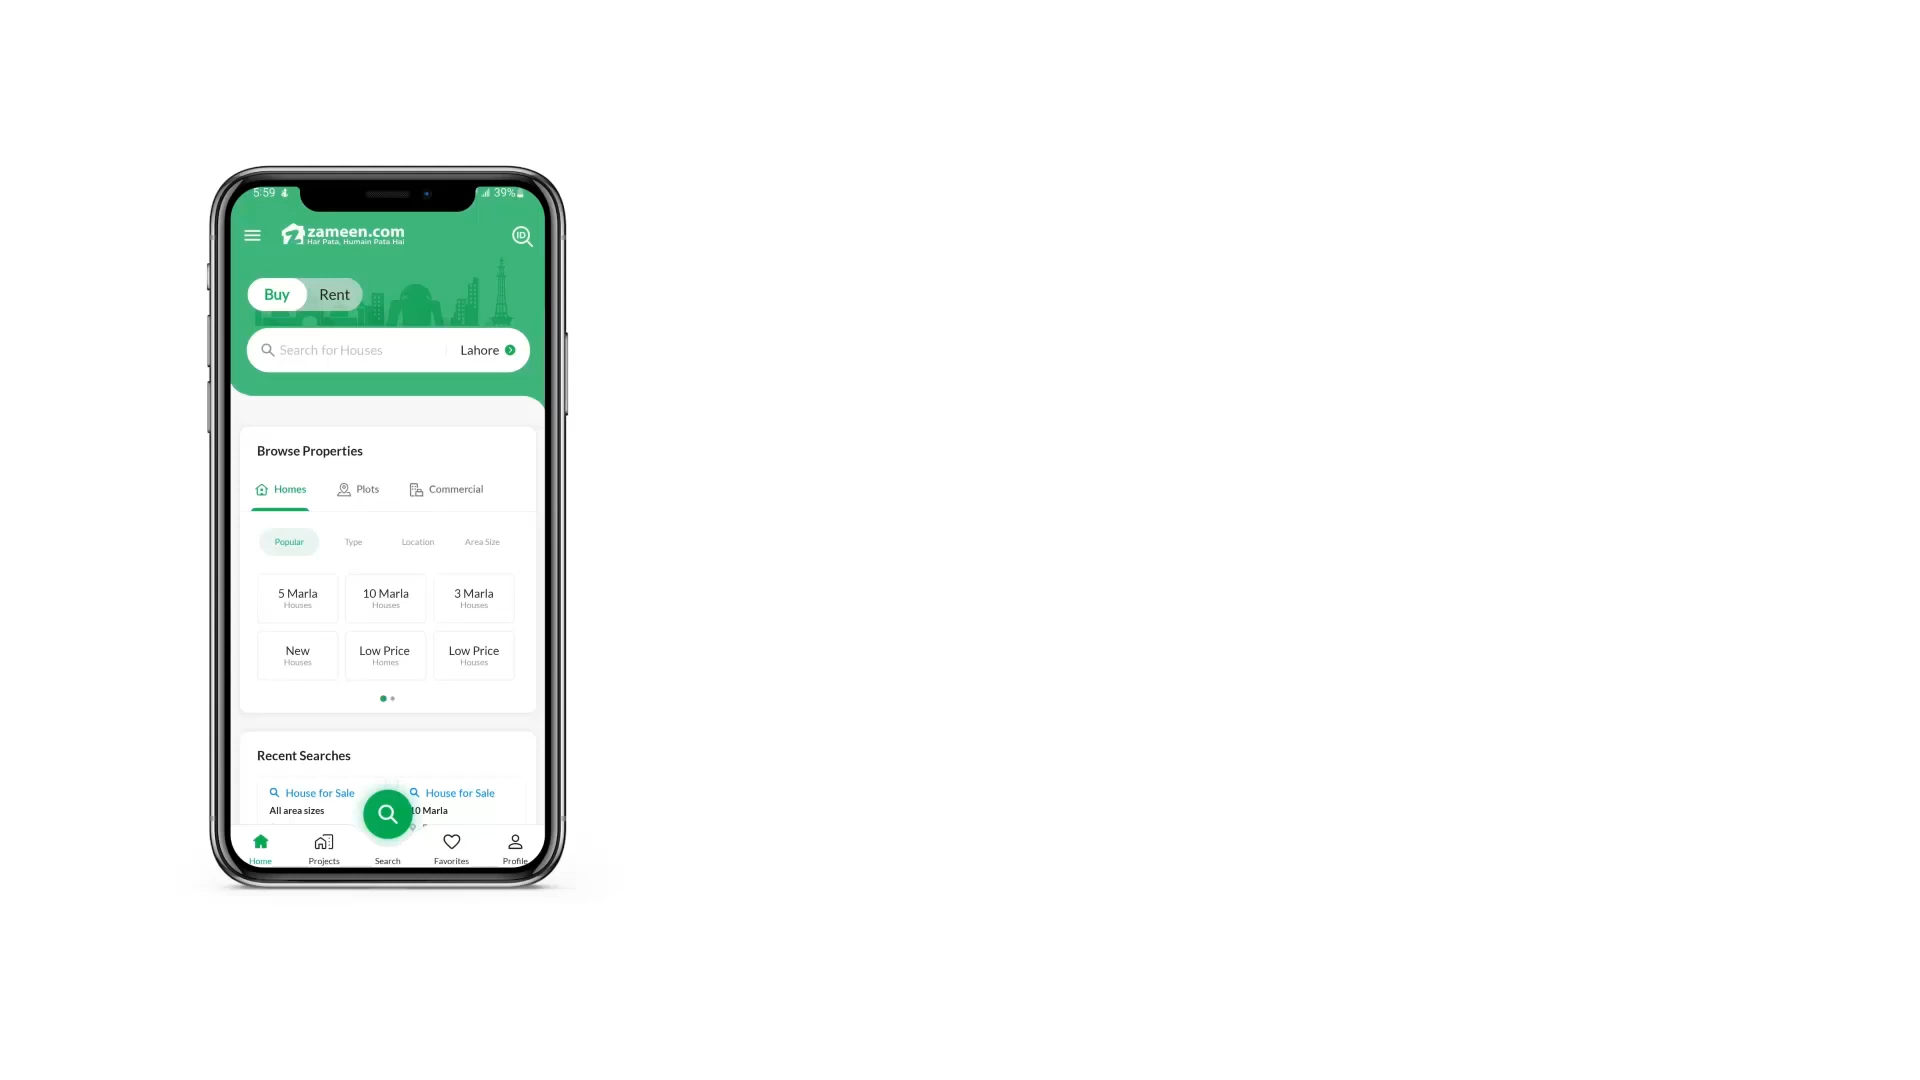 5:59
39%
zameen.com
Har Pata, Humain Pata Hai
ID
Buy Rent
Search for Houses Lahore
Browse Properties
Homes Plots Commercial
Popular Type Location Area Size
5 Marla 10 Marla 3 Marla
Houses Houses Houses
New Low Price Low Price
Houses Homes Houses
Recent Searches
House for Sale House for Sale
All area sizes 10 Marla
Home Projects Search Favorites Profile